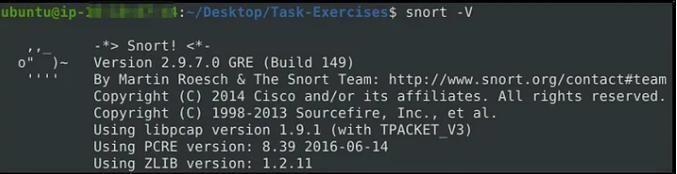 ubuntu@ip-:~/Desktop/Task-Exercises$ snort -V
,,_ -*> Snort! <*-
o" )~ Version 2.9.7.0 GRE (Build 149)
'''' By Martin Roesch & The Snort Team: http://www.snort.org/contact#team
Copyright (C) 2014 Cisco and/or its affiliates. All rights reserved.
Copyright (C) 1998-2013 Sourcefire, Inc., et al.
Using libpcap version 1.9.1 (with TPACKET_V3)
Using PCRE version: 8.39 2016-06-14
Using ZLIB version: 1.2.11